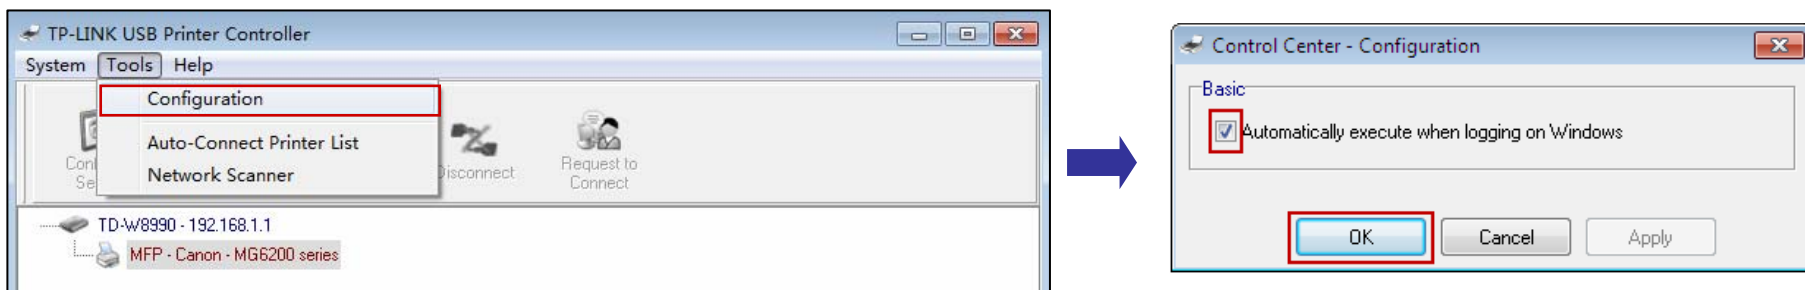 TP-LINK USB Printer Controller
System Tools Help
Configuration
Auto-Connect Printer List
Network Scanner
Disconnect
Request to
Connect
TD-W8990 - 192.168.1.1
MFP - Canon - MG6200 series
Control Center - Configuration
Basic
Automatically execute when logging on Windows
OK Cancel Apply